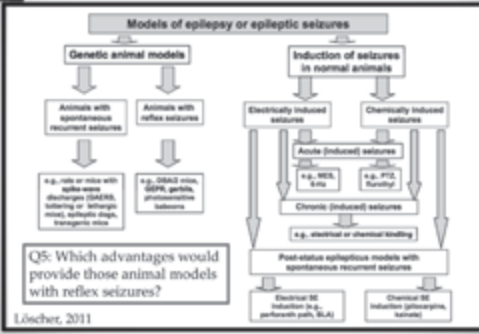 Models of epilepsy or epileptic seizures
Genetic animal models
Induction of seizures
in normal animals
Animals with
spontaneous
recurrent seizures
Animals with
reflex seizures
Electrically induced
seizures
Chemically induced
seizures
Acute (induced) seizures
e.g., rats or mice with
spike-wave
discharges (GAERS,
tottering or lethargic
mice), epileptic dogs,
transgenic mice
e.g., DBA/2 mice,
GEPR, gerbils,
photosensitive
baboons
e.g., MES,
6-Hz
e.g., PTZ,
flurothyl
Chronic (induced) seizures
e.g., electrical or chemical kindling
Post-status epilepticus models with
spontaneous recurrent seizures
Electrical SE
induction (e.g.,
perforant path, BLA)
Chemical SE
induction (pilocarpine,
kainate)
Q5: Which advantages would
provide those animal models
with reflex seizures?
Löscher, 2011